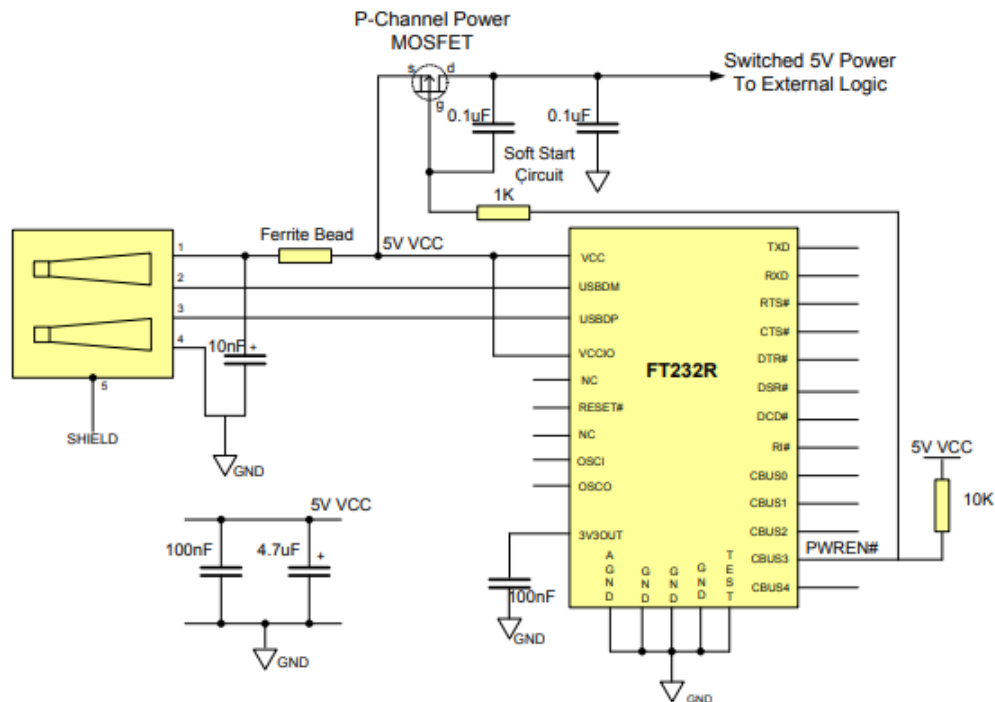 P-Channel Power
MOSFET
s
d
g
Switched 5V Power
To External Logic
0.1uF
0.1uF
Soft Start
Çircuit
1K
Ferrite Bead
5V VCC
1
2
3
4
5
SHIELD
10nF +
GND
5V VCC
100nF
4.7uF
+
GND
VCC
USBDM
USBDP
VCCIO
NC
RESET#
NC
OSCI
OSCO
3V3OUT
100nF
GND
FT232R
AGND
GND
GND
GND
TEST
GND
TXD
RXD
RTS#
CTS#
DTR#
DSR#
DCD#
RI#
CBUS0
CBUS1
CBUS2
CBUS3
CBUS4
PWREN#
5V VCC
10K